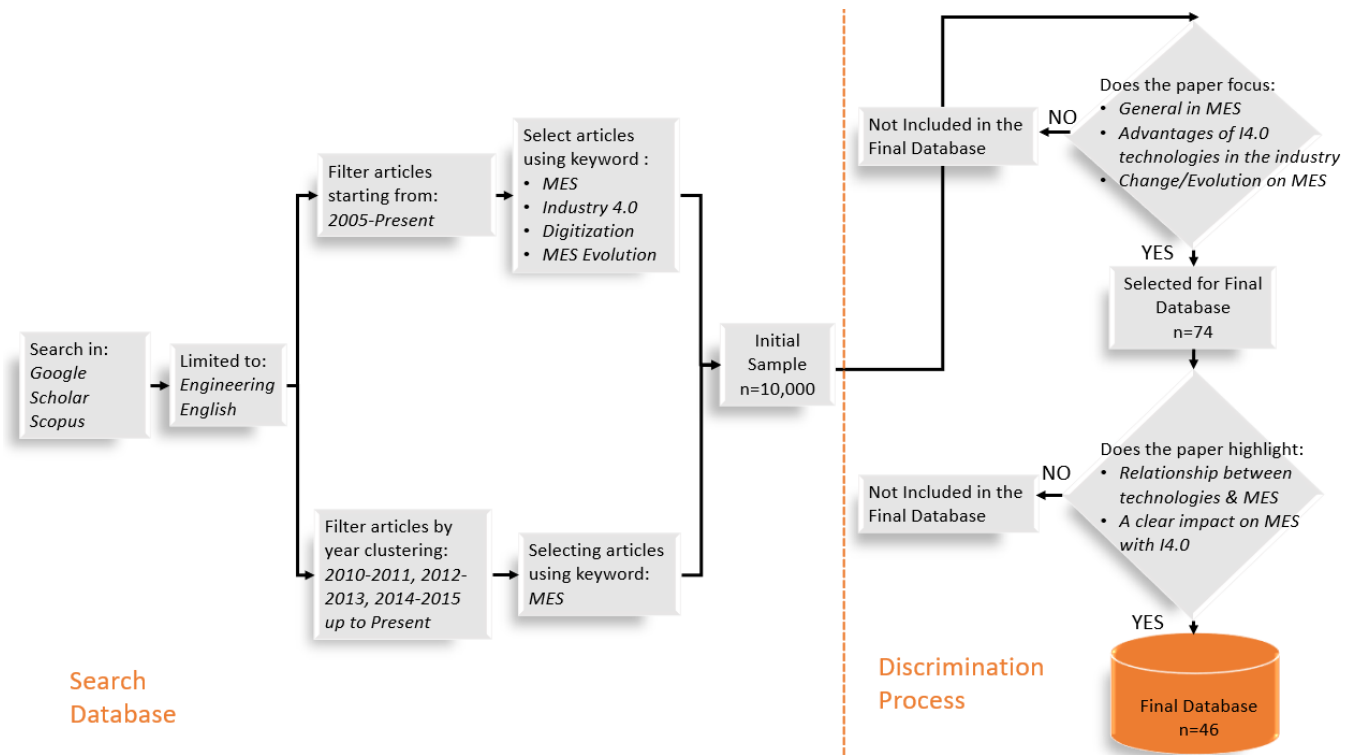 Search in:
Google
Scholar
Scopus
Limited to:
Engineering
English
Filter articles
starting from:
2005-Present
Select articles
using keyword :
• MES
• Industry 4.0
• Digitization
• MES Evolution
Filter articles by
year clustering:
2010-2011, 2012-
2013, 2014-2015
up to Present
Selecting articles
using keyword:
MES
Initial
Sample
n=10,000
Search
Database
Does the paper focus:
• General in MES
• Advantages of I4.0
technologies in the industry
• Change/Evolution on MES
NO
Not Included in the
Final Database
YES
Selected for Final
Database
n=74
Does the paper highlight:
• Relationship between
technologies & MES
• A clear impact on MES
with I4.0
NO
Not Included in the
Final Database
YES
Final Database
n=46
Discrimination
Process